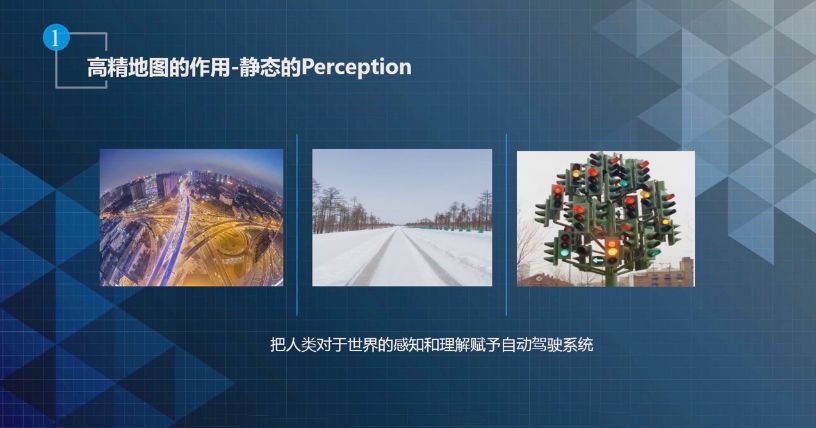 1
高精地图的作用-静态的Perception
把人类对于世界的感知和理解赋予自动驾驶系统